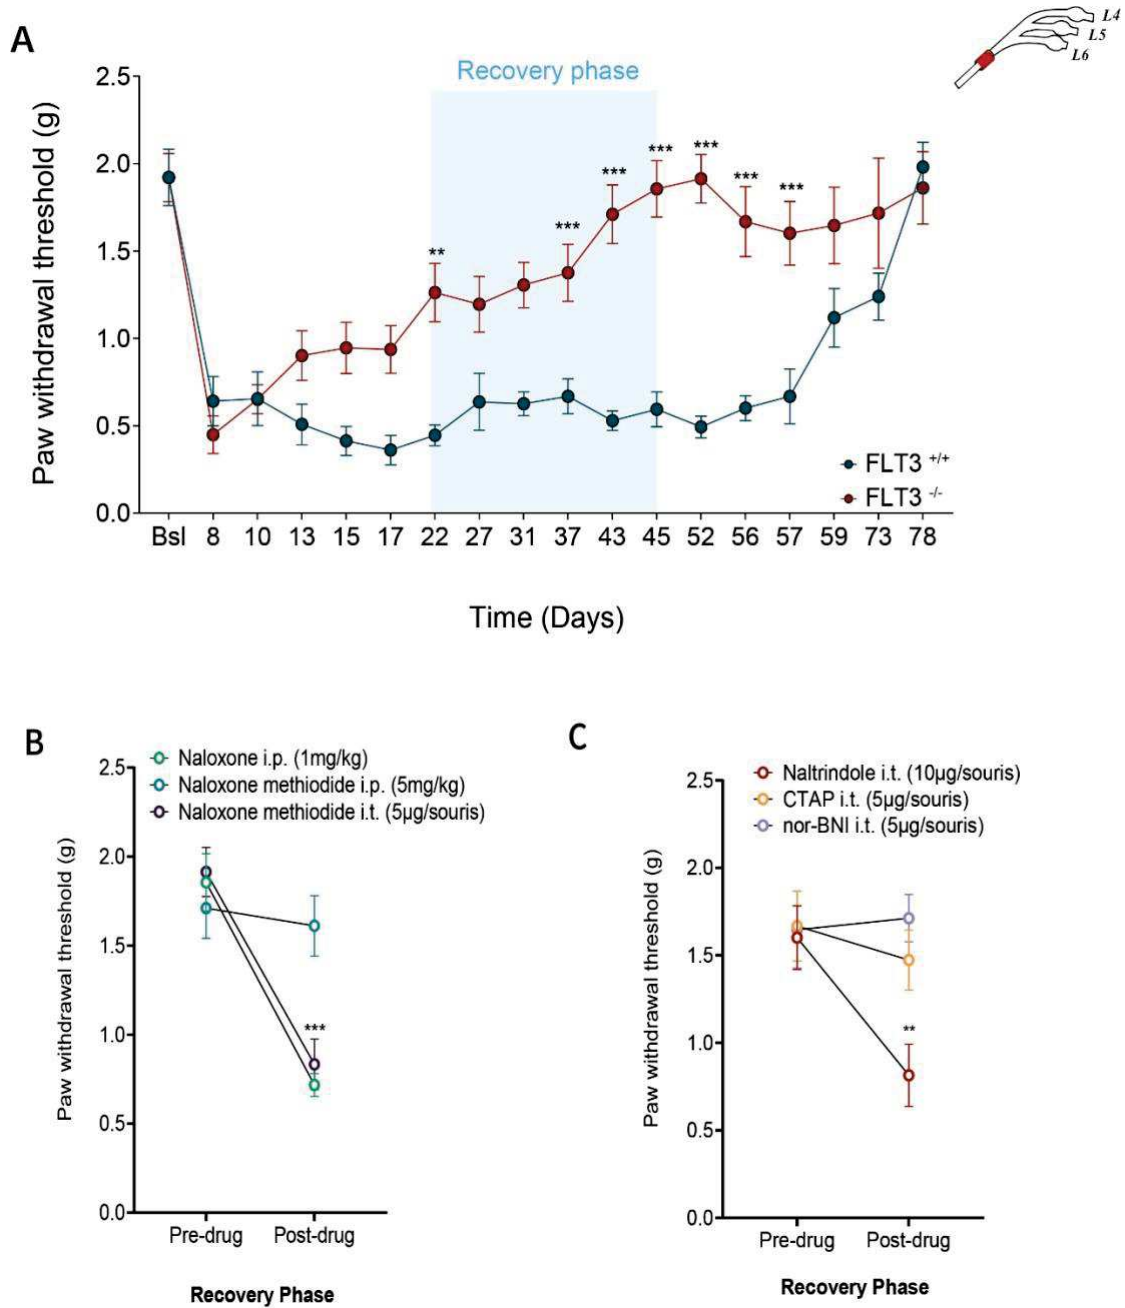 A
L4
L5
L6
Recovery phase
2.5
2.0
1.5
1.0
0.5
0.0
Paw withdrawal threshold (g)
**
***
***
***
***
***
***
FLT3 +/+
FLT3 -/-
Bsl 8 10 13 15 17 22 27 31 37 43 45 52 56 57 59 73 78
Time (Days)
B
Naloxone i.p. (1mg/kg)
Naloxone methiodide i.p. (5mg/kg)
Naloxone methiodide i.t. (5µg/souris)
2.5
2.0
1.5
1.0
0.5
0.0
Paw withdrawal threshold (g)
***
Pre-drug Post-drug
Recovery Phase
C
Naltrindole i.t. (10µg/souris)
CTAP i.t. (5µg/souris)
nor-BNI i.t. (5µg/souris)
2.5
2.0
1.5
1.0
0.5
0.0
Paw withdrawal threshold (g)
**
Pre-drug Post-drug
Recovery Phase